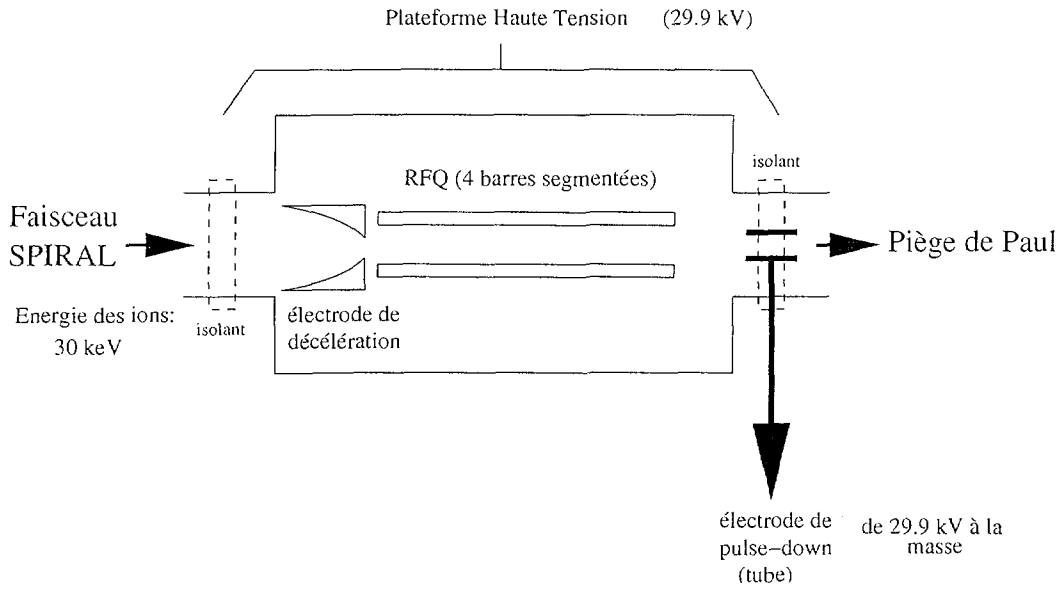 Plateforme Haute Tension (29.9 kV)
isolant
RFQ (4 barres segmentées)
Faisceau
SPIRAL
Piège de Paul
Energie des ions:
30 keV
isolant
électrode de
décélération
électrode de
pulse-down
(tube)
de 29.9 kV à la
masse